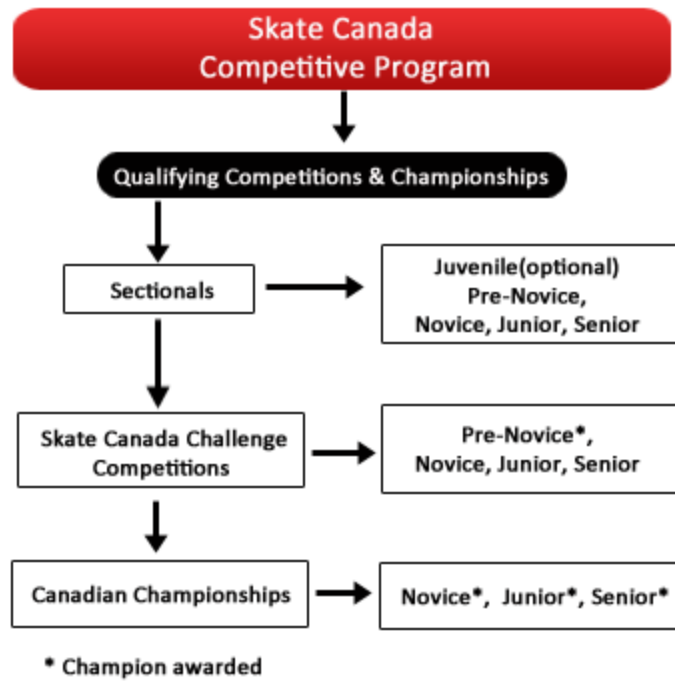 Skate Canada
Competitive Program
Qualifying Competitions & Championships
Sectionals
Juvenile(optional)
Pre-Novice,
Novice, Junior, Senior
Skate Canada Challenge
Competitions
Pre-Novice*,
Novice, Junior, Senior
Canadian Championships
Novice*, Junior*, Senior*
* Champion awarded